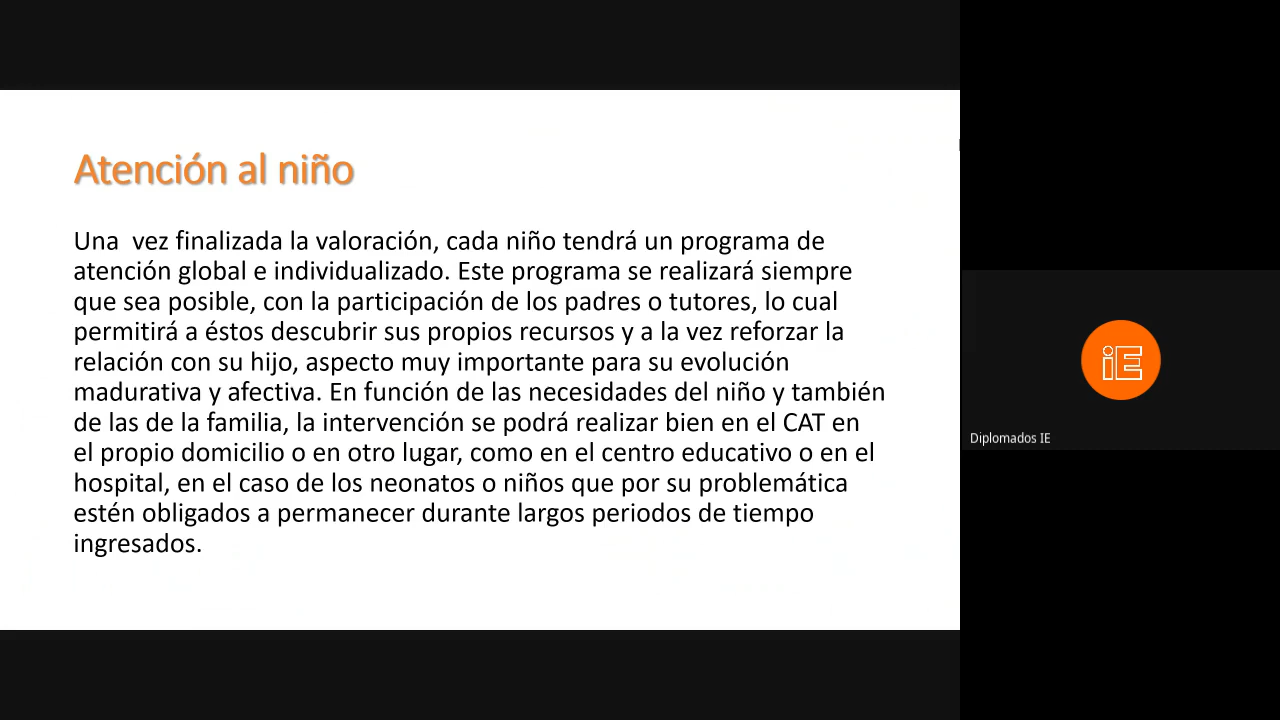 Atención al niño
Una  vez finalizada la valoración, cada niño tendrá un programa de
atención global e individualizado. Este programa se realizará siempre
que sea posible, con la participación de los padres o tutores, lo cual
permitirá a éstos descubrir sus propios recursos y a la vez reforzar la
relación con su hijo, aspecto muy importante para su evolución
madurativa y afectiva. En función de las necesidades del niño y también
de las de la familia, la intervención se podrá realizar bien en el CAT en
el propio domicilio o en otro lugar, como en el centro educativo o en el
hospital, en el caso de los neonatos o niños que por su problemática
estén obligados a permanecer durante largos periodos de tiempo
ingresados.
iE
Diplomados IE